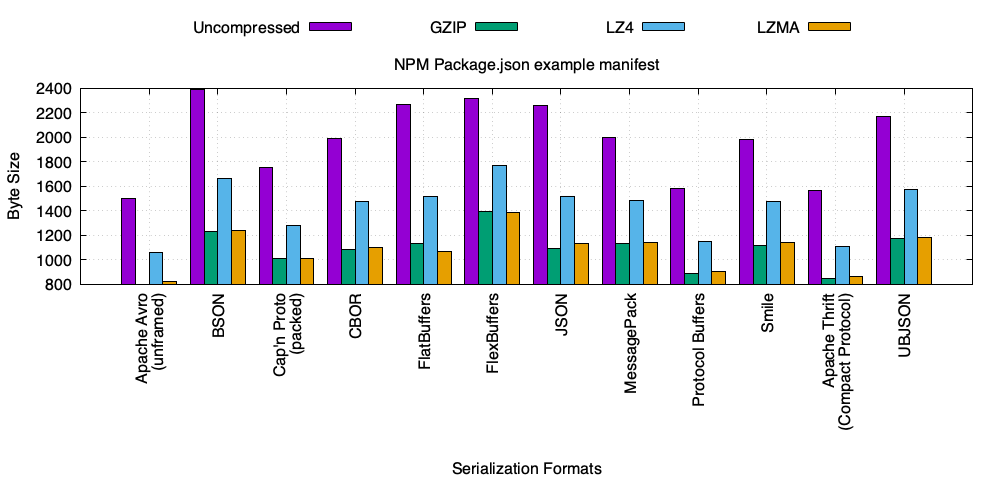 Uncompressed GZIP LZ4 LZMA
NPM Package.json example manifest
Byte Size
2400
2200
2000
1800
1600
1400
1200
1000
800
Apache Avro
(unframed)
BSON
Cap'n Proto
(packed)
CBOR
FlatBuffers
FlexBuffers
JSON
MessagePack
Protocol Buffers
Smile
Apache Thrift
(Compact Protocol)
UBJSON
Serialization Formats